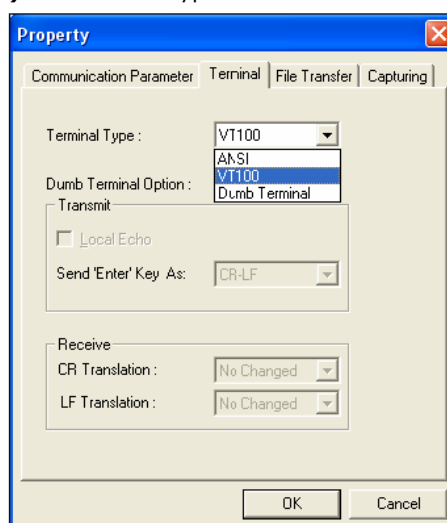 Property
Communication Parameter Terminal File Transfer Capturing
Terminal Type : VT100
ANSI
VT100
Dumb Terminal
Dumb Terminal Option :
Transmit
Local Echo
Send 'Enter' Key As: CR-LF
Receive
CR Translation : No Changed
LF Translation : No Changed
OK Cancel